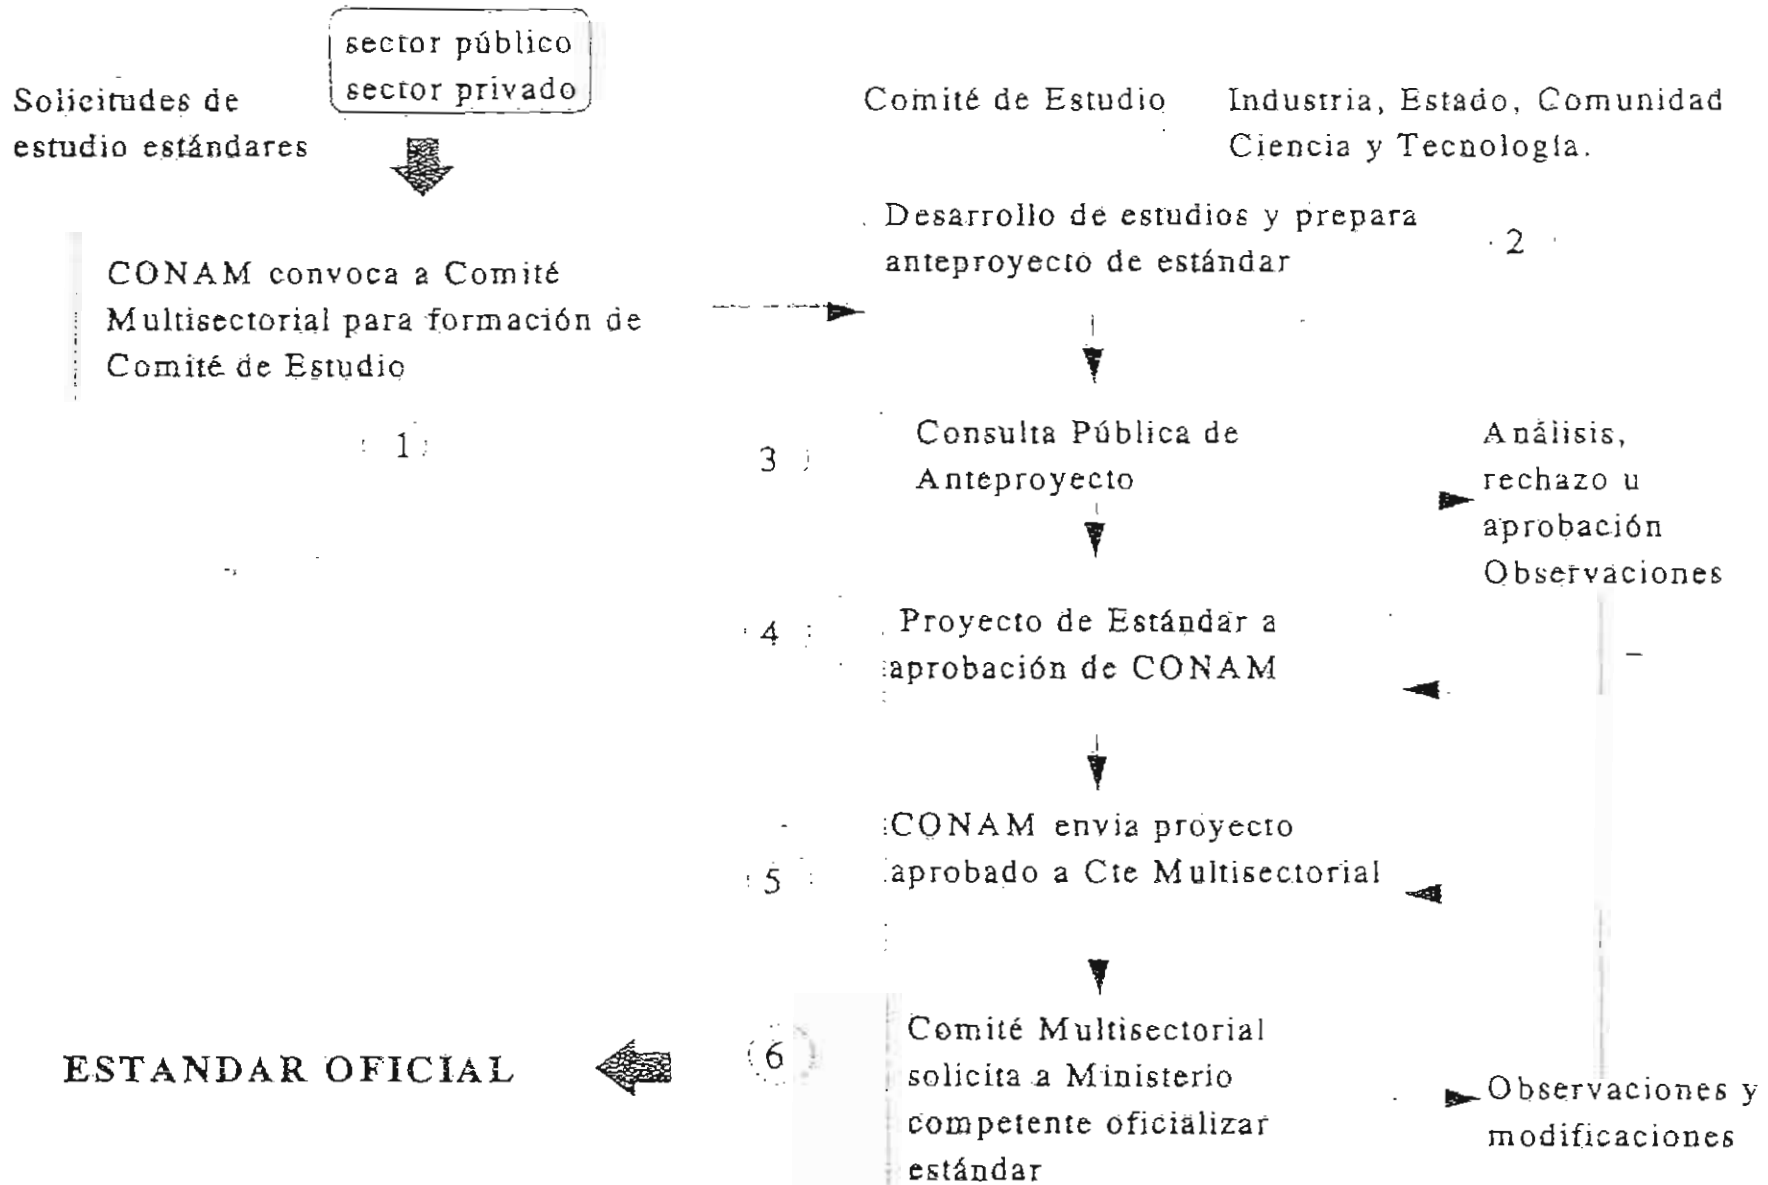 sector público
sector privado
Solicitudes de
estudio estándares
CONAM convoca a Comité
Multisectorial para formación de
Comité de Estudio
1
Comité de Estudio
Industria, Estado, Comunidad
Ciencia y Tecnología.
Desarrollo de estudios y prepara
anteproyecto de estándar
2
3
Consulta Pública de
Anteproyecto
Análisis,
rechazo u
aprobación
Observaciones
4
Proyecto de Estándar a
aprobación de CONAM
5
CONAM envia proyecto
aprobado a Cte Multisectorial
6
Comité Multisectorial
solicita a Ministerio
competente oficializar
estándar
Observaciones y
modificaciones
ESTANDAR OFICIAL